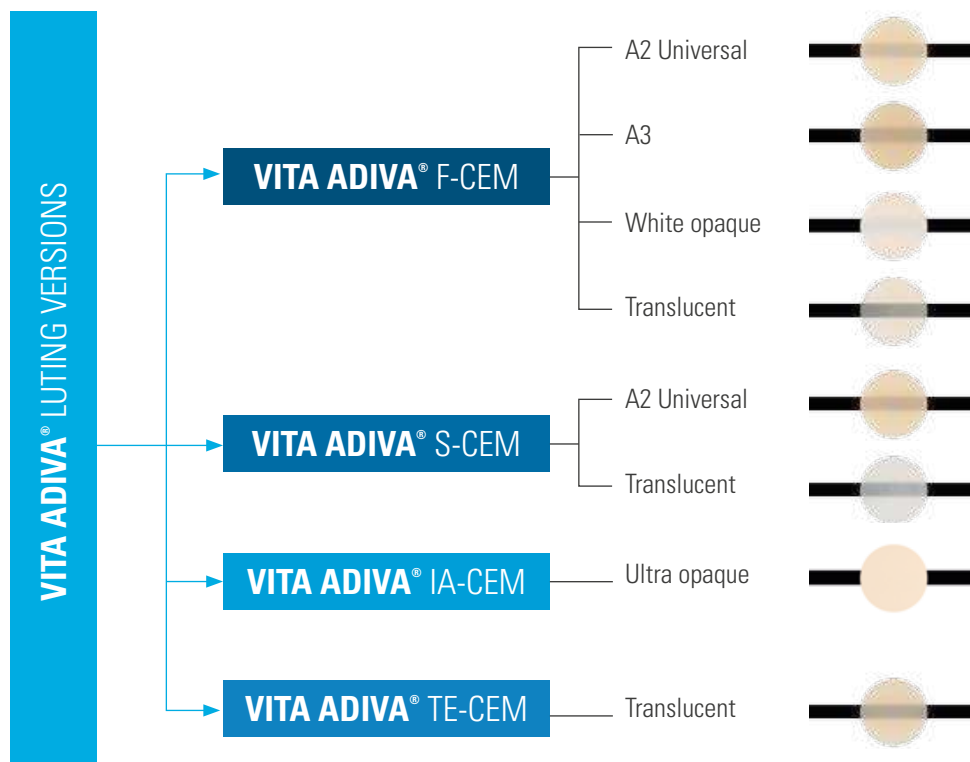 VITA ADIVA® LUTING VERSIONS
VITA ADIVA® F-CEM
A2 Universal
A3
White opaque
Translucent
VITA ADIVA® S-CEM
A2 Universal
Translucent
VITA ADIVA® IA-CEM
Ultra opaque
VITA ADIVA® TE-CEM
Translucent